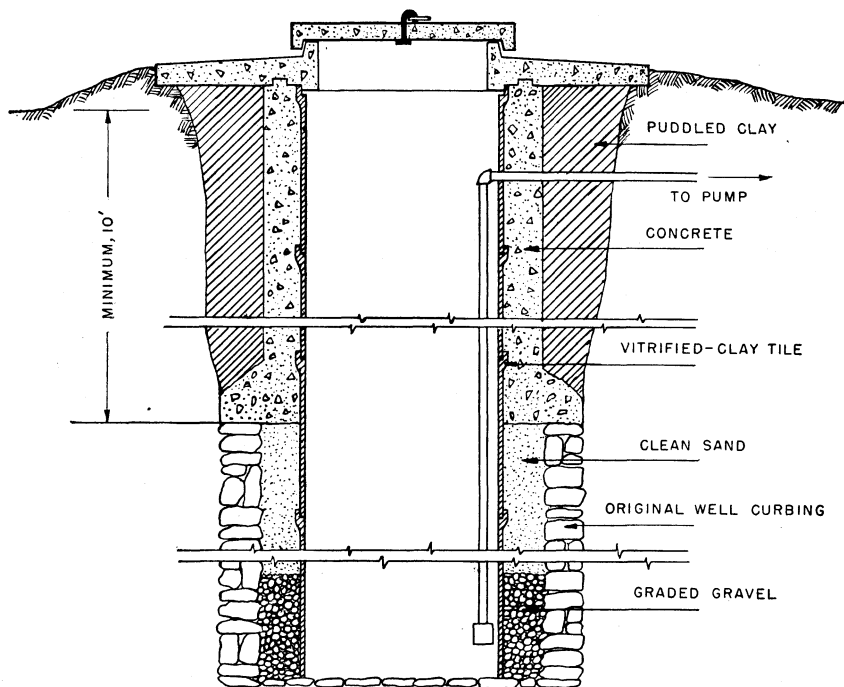 PUDDLED CLAY
TO PUMP
CONCRETE
MINIMUM, 10'
VITRIFIED-CLAY TILE
CLEAN SAND
ORIGINAL WELL CURBING
GRADED GRAVEL